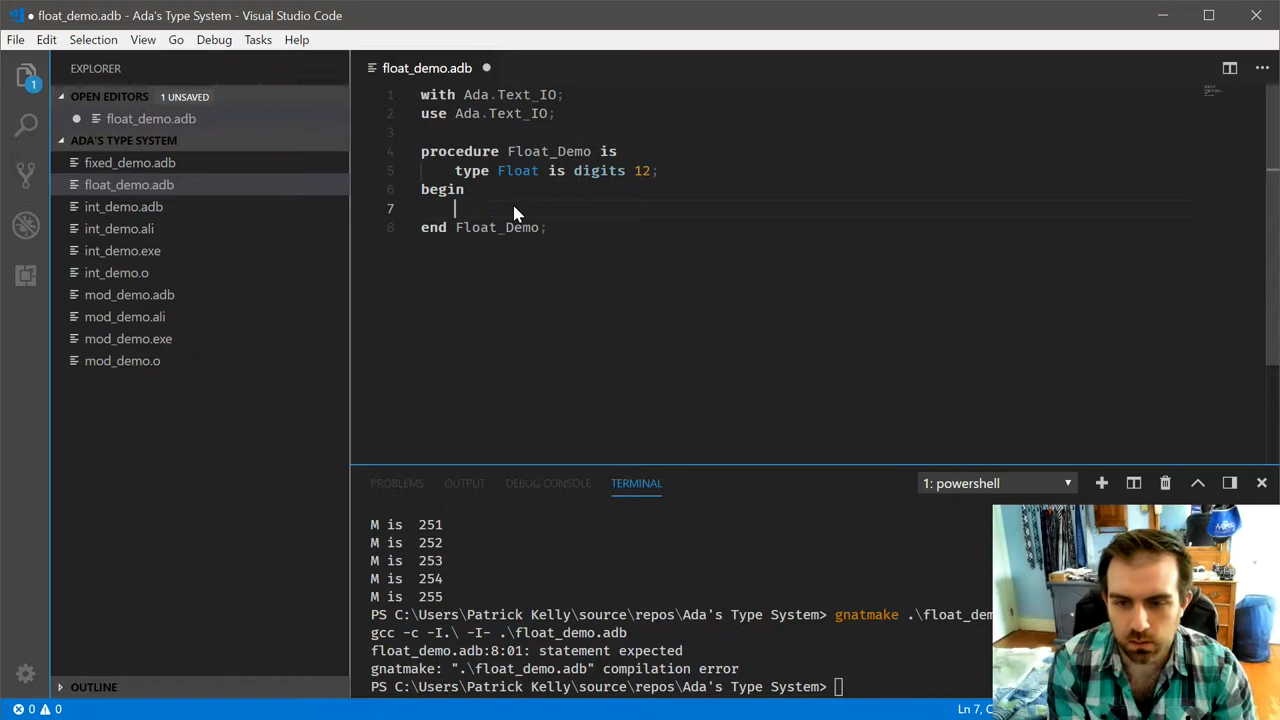 float_demo.adb - Ada's Type System - Visual Studio Code
File Edit Selection View Go Debug Tasks Help
EXPLORER
float_demo.adb
OPEN EDITORS 1 UNSAVED
float_demo.adb
ADA'S TYPE SYSTEM
fixed_demo.adb
float_demo.adb
int_demo.adb
int_demo.ali
int_demo.exe
int_demo.o
mod_demo.adb
mod_demo.ali
mod_demo.exe
mod_demo.o
OUTLINE
1
1 with Ada.Text_IO;
2 use Ada.Text_IO;
3
4 procedure Float_Demo is
5 type Float is digits 12;
6 begin
7
8 end Float_Demo;
PROBLEMS OUTPUT DEBUG CONSOLE TERMINAL 1: powershell
M is 251
M is 252
M is 253
M is 254
M is 255
PS C:\Users\Patrick Kelly\source\repos\Ada's Type System> gnatmake .\float_dem
gcc -c -I.\ -I- .\float_demo.adb
float_demo.adb:8:01: statement expected
gnatmake: ".\float_demo.adb" compilation error
PS C:\Users\Patrick Kelly\source\repos\Ada's Type System>
0 0 Ln 7, C